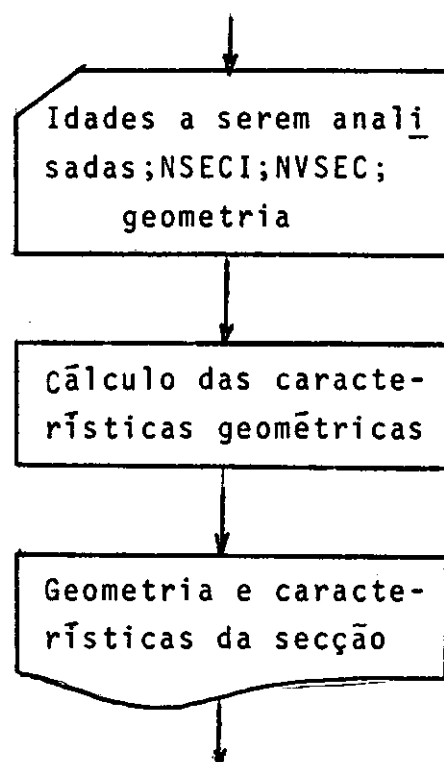 Idades a serem anali
sadas;NSECI;NVSEC;
geometria
Cálculo das caracte-
rísticas geométricas
Geometria e caracte-
rísticas da secção